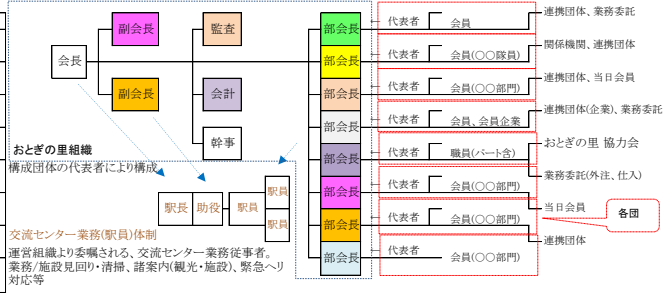 副会長
監査
会長
副会長
会計
幹事
おとぎの里組織
構成団体の代表者により構成
駅長
助役
駅員
駅員
駅員
交流センター業務(駅員)体制
運営組織より委嘱される、交流センター業務従事者。
業務/施設見回り・清掃、諸案内(観光・施設)、緊急ヘリ
対応等
部会長 代表者 会員 連携団体、業務委託
部会長 代表者 会員(○○隊員) 関係機関、連携団体
部会長 代表者 会員(○○部門) 連携団体、当日会員
部会長 代表者 会員、会員企業 連携団体(企業)、業務委託
部会長 代表者 職員(パート含) おとぎの里 協力会
業務委託(外注、仕入)
部会長 代表者 会員(○○部門) 当日会員
部会長 代表者 会員(○○部門) 連携団体
部会長 代表者 会員(○○部門)
各団